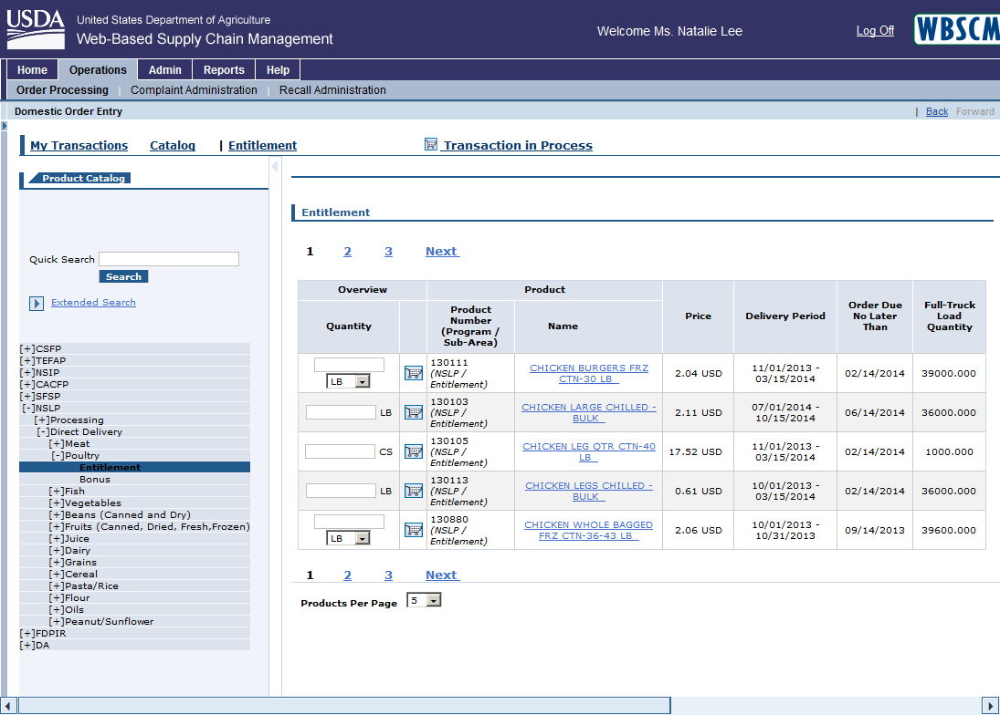 USDA
United States Department of Agriculture
Web-Based Supply Chain Management
Welcome Ms. Natalie Lee
Log Off
WBSCM
Home Operations Admin Reports Help
Order Processing | Complaint Administration | Recall Administration
Domestic Order Entry
| Back Forward
My Transactions Catalog | Entitlement
Transaction in Process
Product Catalog
Quick Search
Search
Extended Search
[+]CSFP
[+]TEFAP
[+]NSIP
[+]CACFP
[+]SFSP
[-]NSLP
[+]Processing
[-]Direct Delivery
[+]Meat
[-]Poultry
Entitlement
Bonus
[+]Fish
[+]Vegetables
[+]Beans (Canned and Dry)
[+]Fruits (Canned, Dried, Fresh,Frozen)
[+]Juice
[+]Dairy
[+]Grains
[+]Cereal
[+]Pasta/Rice
[+]Flour
[+]Oils
[+]Peanut/Sunflower
[+]FDPIR
[+]DA
Entitlement
1 2 3 Next
Overview
Product
Quantity
Product
Number
(Program /
Sub-Area)
Name
Price
Delivery Period
Order Due
No Later
Than
Full-Truck
Load
Quantity
LB
130111
(NSLP /
Entitlement)
CHICKEN BURGERS FRZ
CTN-30 LB
2.04 USD
11/01/2013 -
03/15/2014
02/14/2014
39000.000
LB
130103
(NSLP /
Entitlement)
CHICKEN LARGE CHILLED -
BULK
2.11 USD
07/01/2014 -
10/15/2014
06/14/2014
36000.000
CS
130105
(NSLP /
Entitlement)
CHICKEN LEG QTR CTN-40
LB
17.52 USD
11/01/2013 -
03/15/2014
02/14/2014
1000.000
LB
130113
(NSLP /
Entitlement)
CHICKEN LEGS CHILLED -
BULK
0.61 USD
10/01/2013 -
03/15/2014
02/14/2014
36000.000
LB
130880
(NSLP /
Entitlement)
CHICKEN WHOLE BAGGED
FRZ CTN-36-43 LB
2.06 USD
10/01/2013 -
10/31/2013
09/14/2013
39600.000
1 2 3 Next
Products Per Page 5